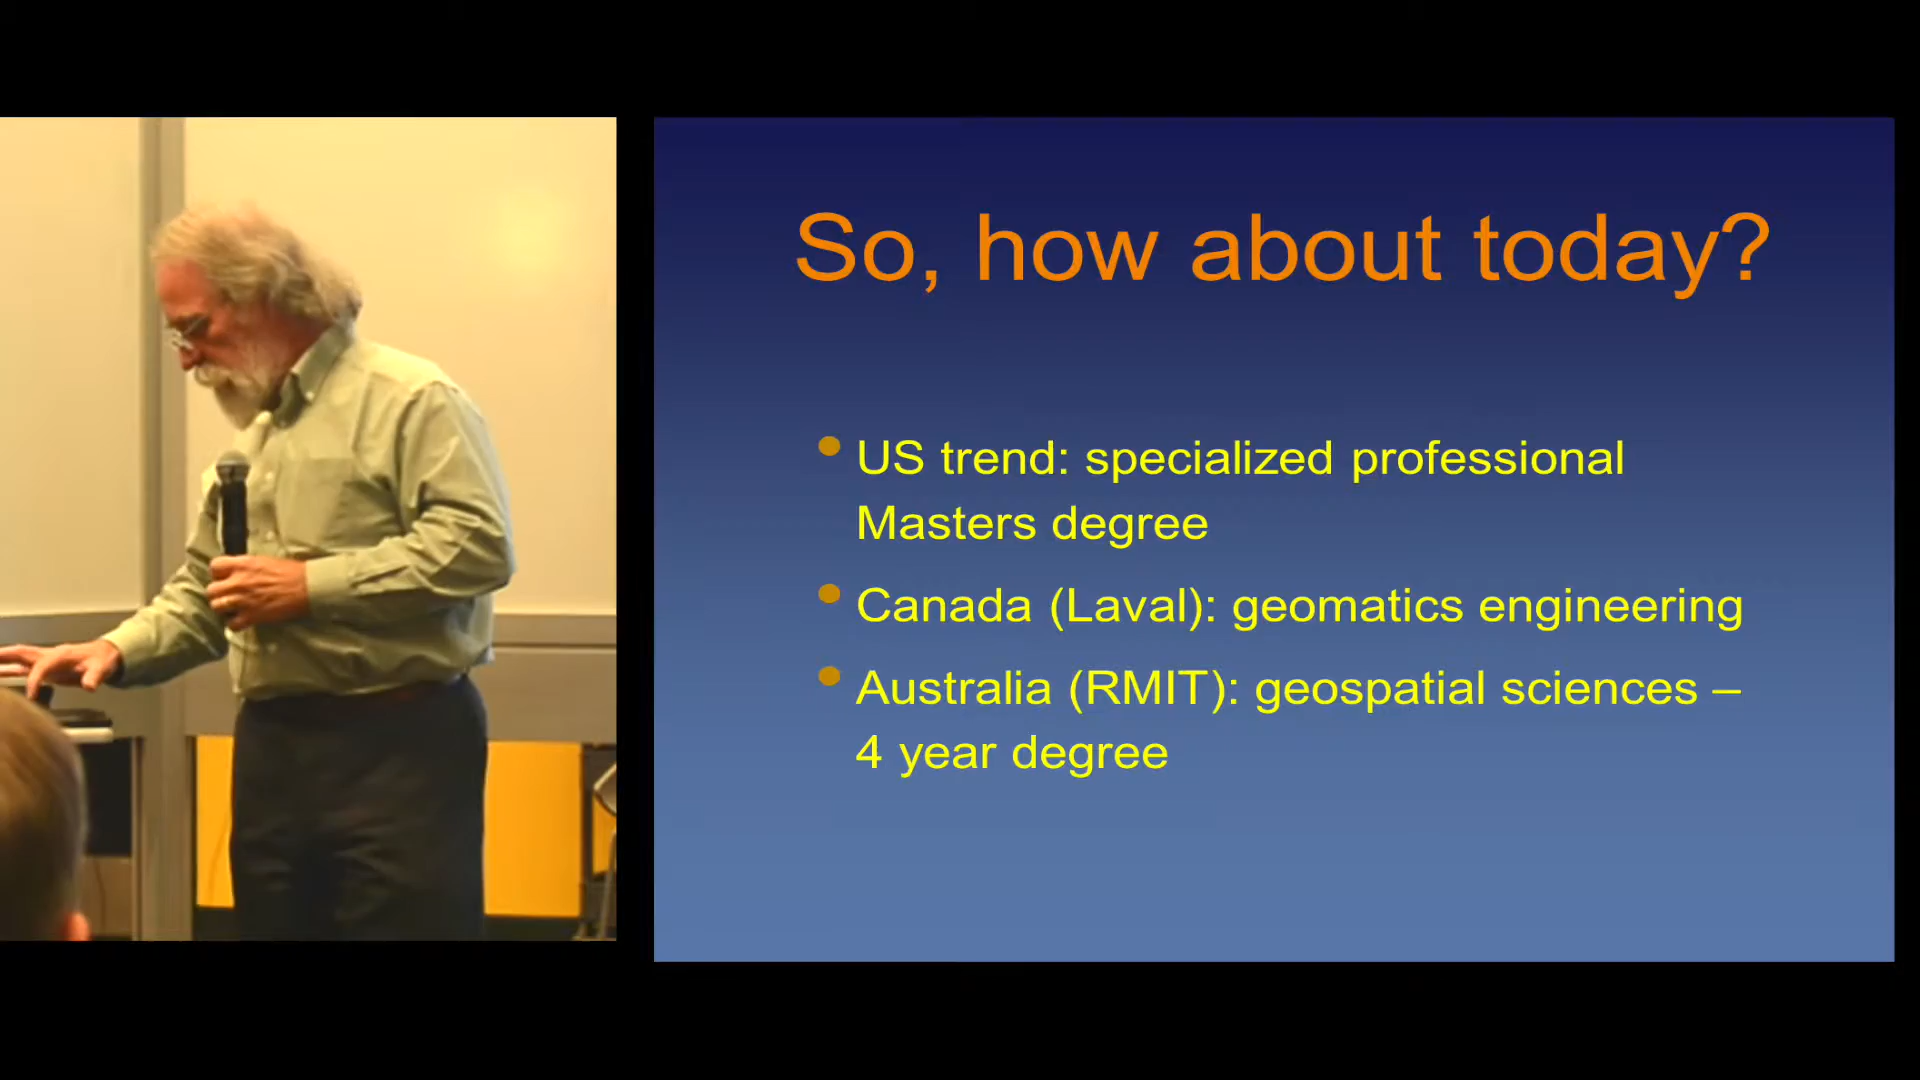 So, how about today?
US trend: specialized professional
Masters degree
Canada (Laval): geomatics engineering
Australia (RMIT): geospatial sciences –
4 year degree